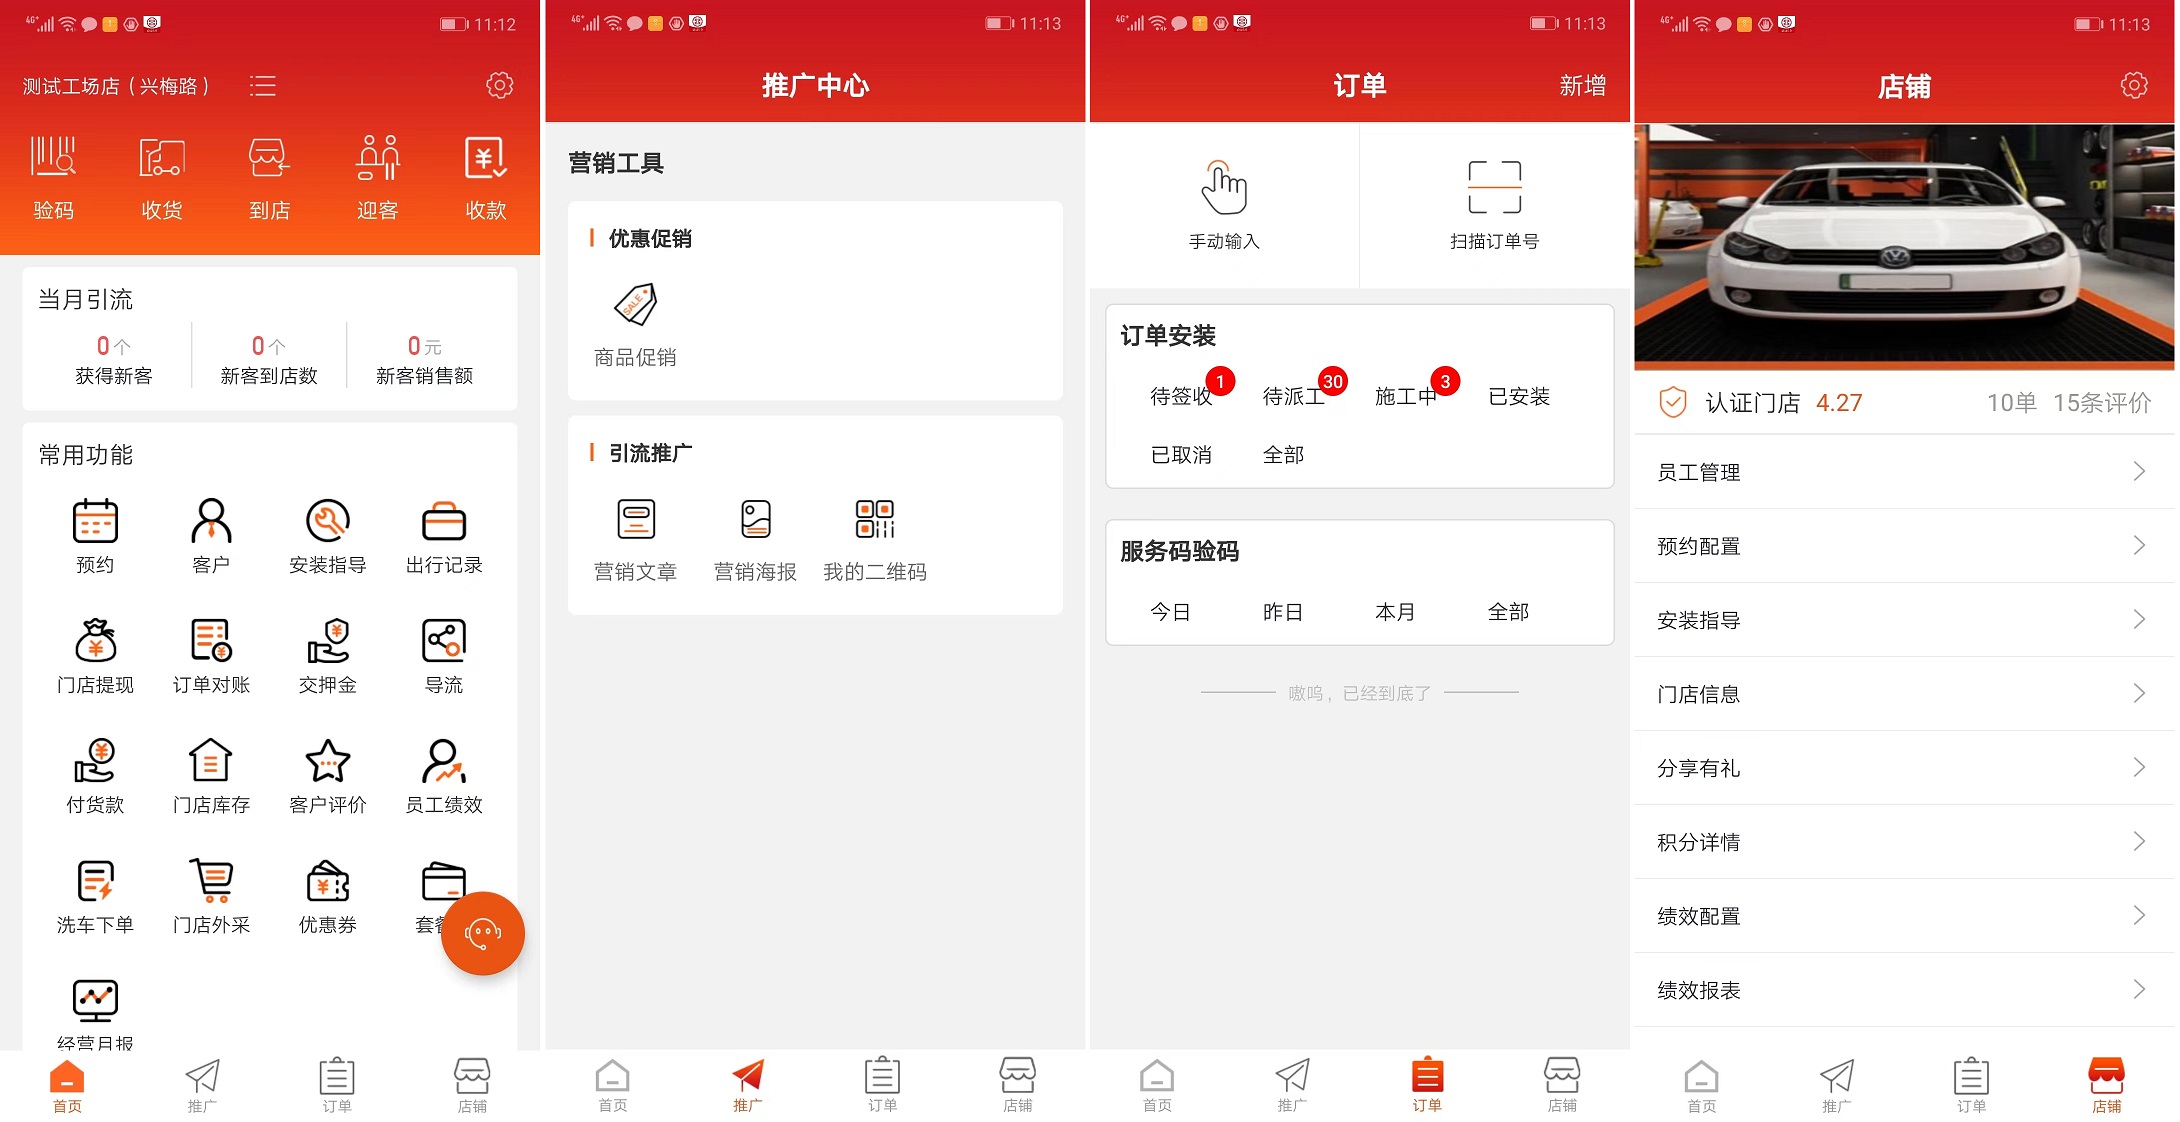 4G+ 11:12
测试工场店（兴梅路）
验码 收货 到店 迎客 收款
当月引流
0个 0个 0元
获得新客 新客到店数 新客销售额
常用功能
预约 客户 安装指导 出行记录
门店提现 订单对账 交押金 导流
付货款 门店库存 客户评价 员工绩效
洗车下单 门店外采 优惠券 套餐
经营月报
首页 推广 订单 店铺
4G+ 11:13
推广中心
营销工具
优惠促销
SALE
商品促销
引流推广
营销文章 营销海报 我的二维码
首页 推广 订单 店铺
4G+ 11:13
订单 新增
手动输入 扫描订单号
订单安装
待签收 1 待派工 30 施工中 3 已安装
已取消 全部
服务码验码
今日 昨日 本月 全部
嗷呜，已经到底了
首页 推广 订单 店铺
4G+ 11:13
店铺
认证门店 4.27 10单 15条评价
员工管理
预约配置
安装指导
门店信息
分享有礼
积分详情
绩效配置
绩效报表
首页 推广 订单 店铺